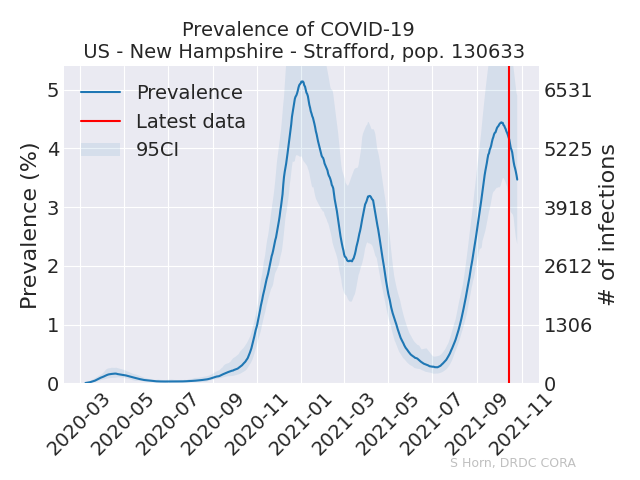 Prevalence of COVID-19
US - New Hampshire - Strafford, pop. 130633
Prevalence
Latest data
95CI
Prevalence (%)
5
4
3
2
1
0
6531
5225
3918
2612
1306
0
# of infections
2020-03
2020-05
2020-07
2020-09
2020-11
2021-01
2021-03
2021-05
2021-07
2021-09
2021-11
S Horn, DRDC CORA